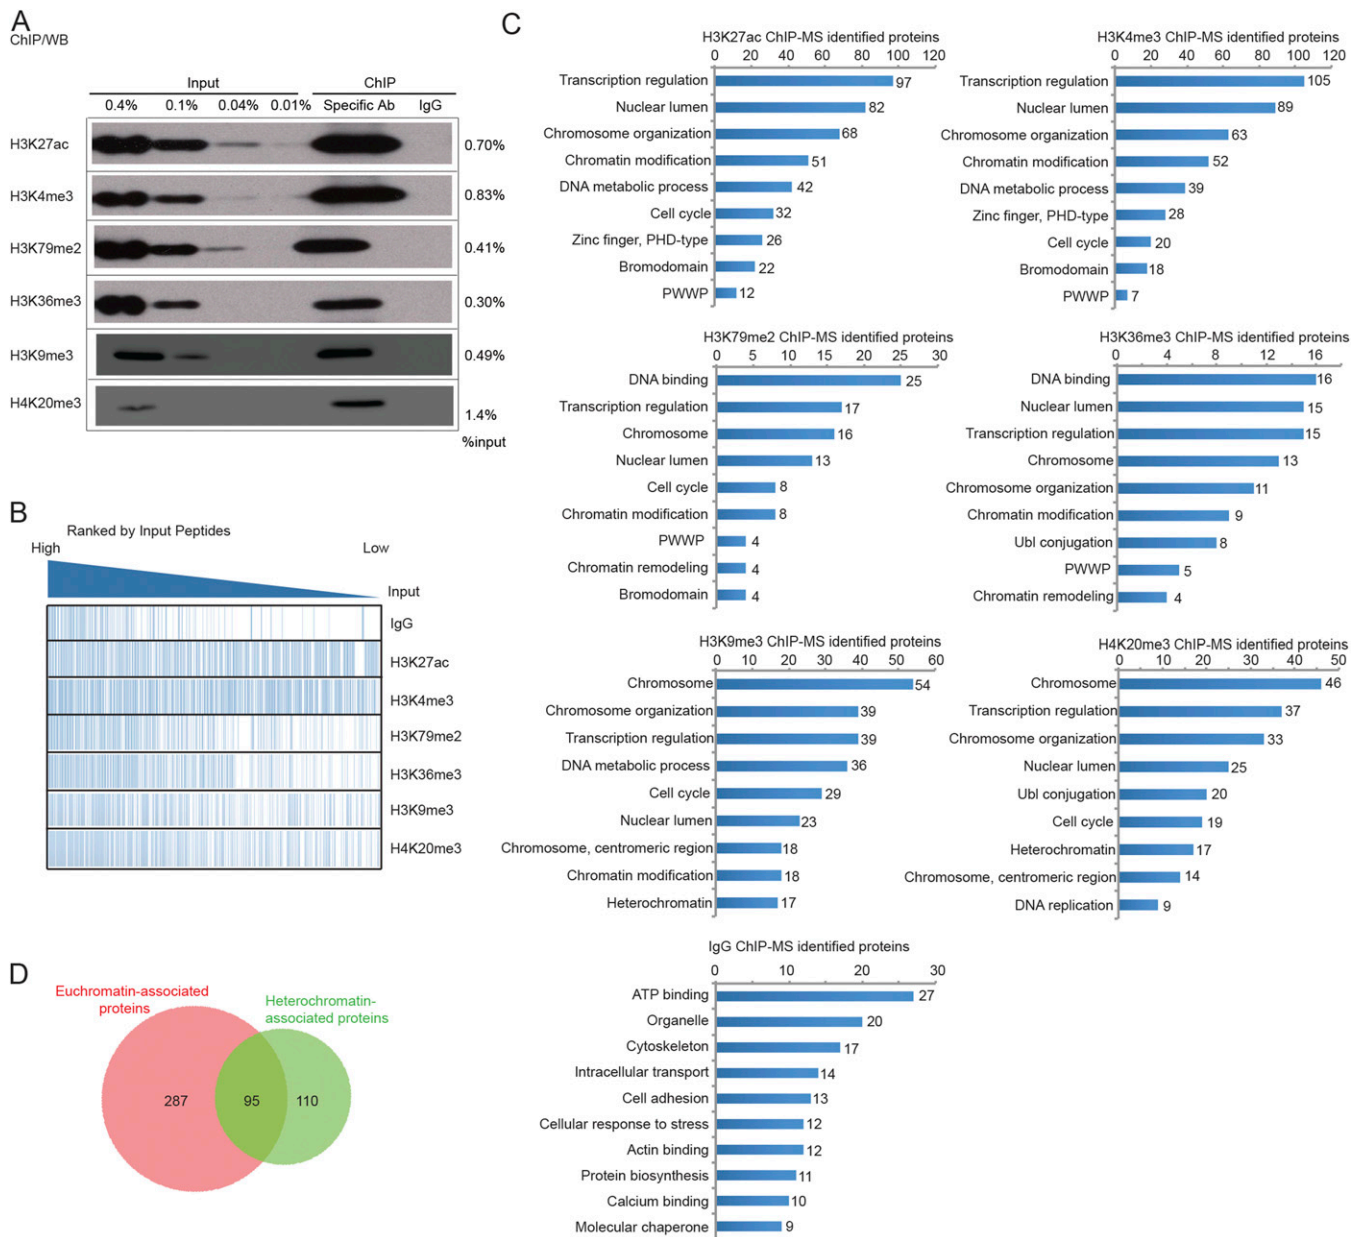 A
ChIP/WB
Input
ChIP
0.4%
0.1%
0.04%
0.01%
Specific Ab
IgG
H3K27ac
0.70%
H3K4me3
0.83%
H3K79me2
0.41%
H3K36me3
0.30%
H3K9me3
0.49%
H4K20me3
1.4%
%input
B
Ranked by Input Peptides
High
Low
Input
IgG
H3K27ac
H3K4me3
H3K79me2
H3K36me3
H3K9me3
H4K20me3
C
H3K27ac ChIP-MS identified proteins
0 20 40 60 80 100 120
Transcription regulation 97
Nuclear lumen 82
Chromosome organization 68
Chromatin modification 51
DNA metabolic process 42
Cell cycle 32
Zinc finger, PHD-type 26
Bromodomain 22
PWWP 12
H3K4me3 ChIP-MS identified proteins
0 20 40 60 80 100 120
Transcription regulation 105
Nuclear lumen 89
Chromosome organization 63
Chromatin modification 52
DNA metabolic process 39
Zinc finger, PHD-type 28
Cell cycle 20
Bromodomain 18
PWWP 7
H3K79me2 ChIP-MS identified proteins
0 5 10 15 20 25 30
DNA binding 25
Transcription regulation 17
Chromosome 16
Nuclear lumen 13
Cell cycle 8
Chromatin modification 8
PWWP 4
Chromatin remodeling 4
Bromodomain 4
H3K36me3 ChIP-MS identified proteins
0 4 8 12 16
DNA binding 16
Nuclear lumen 15
Transcription regulation 15
Chromosome 13
Chromosome organization 11
Chromatin modification 9
Ubl conjugation 8
PWWP 5
Chromatin remodeling 4
H3K9me3 ChIP-MS identified proteins
0 10 20 30 40 50 60
Chromosome 54
Chromosome organization 39
Transcription regulation 39
DNA metabolic process 36
Cell cycle 29
Nuclear lumen 23
Chromosome, centromeric region 18
Chromatin modification 18
Heterochromatin 17
H4K20me3 ChIP-MS identified proteins
0 10 20 30 40 50
Chromosome 46
Transcription regulation 37
Chromosome organization 33
Nuclear lumen 25
Ubl conjugation 20
Cell cycle 19
Heterochromatin 17
Chromosome, centromeric region 14
DNA replication 9
IgG ChIP-MS identified proteins
0 10 20 30
ATP binding 27
Organelle 20
Cytoskeleton 17
Intracellular transport 14
Cell adhesion 13
Cellular response to stress 12
Actin binding 12
Protein biosynthesis 11
Calcium binding 10
Molecular chaperone 9
D
Euchromatin-associated
proteins
Heterochromatin-
associated proteins
287
95
110